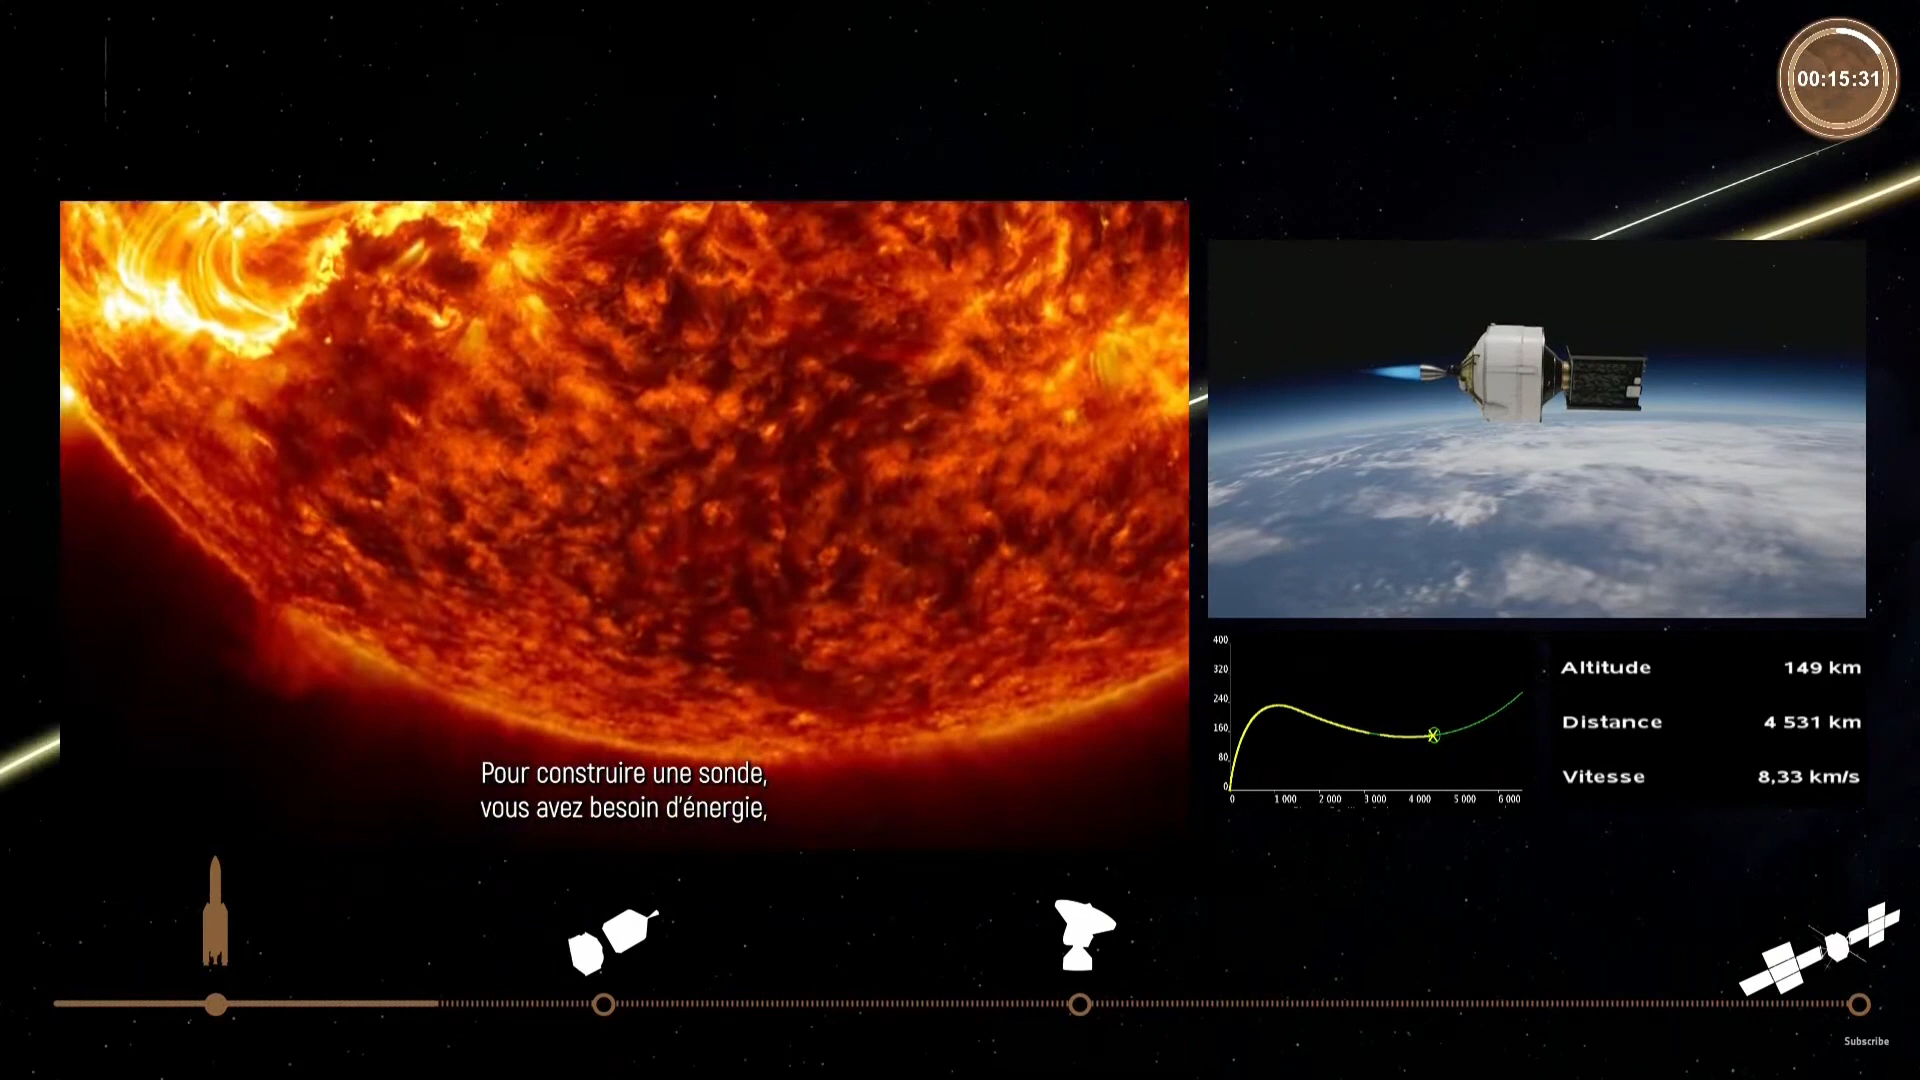 00:15:31
Pour construire une sonde,
vous avez besoin d'énergie,
400
320
240
160
80
0
0 1 000 2 000 3 000 4 000 5 000 6 000
Altitude 149 km
Distance 4 531 km
Vitesse 8,33 km/s
Subscribe